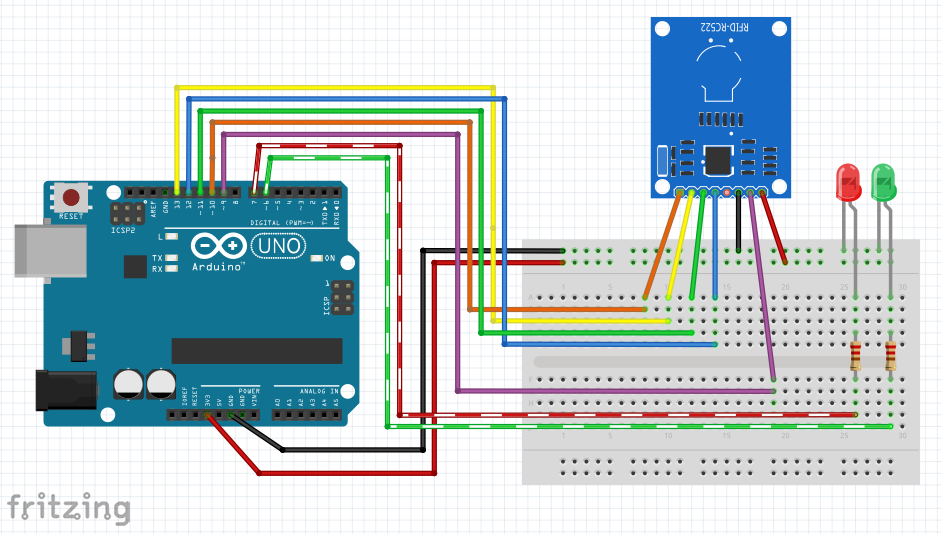 RFID-RC522
AREF
GND
13
12
~11
~10
~9
8
7
~6
~5
4
~3
2
TXD▸1
RXD◂0
RESET
ICSP2
DIGITAL (PWM=~)
L
TX
RX
UNO
ON
Arduino™
1
ICSP
IOREF
RESET
3V3
5V
GND
GND
VIN
POWER
ANALOG IN
A0
A1
A2
A3
A4
A5
1
5
10
15
20
25
30
1
5
10
15
20
25
30
fritzing